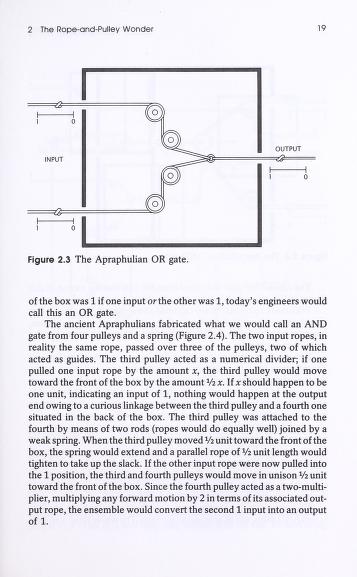 2 The Rope-and-Pulley Wonder 19
1 0
INPUT
OUTPUT
1 0
1 0
Figure 2.3 The Apraphulian OR gate.
of the box was 1 if one input or the other was 1, today's engineers would
call this an OR gate.
The ancient Apraphulians fabricated what we would call an AND
gate from four pulleys and a spring (Figure 2.4). The two input ropes, in
reality the same rope, passed over three of the pulleys, two of which
acted as guides. The third pulley acted as a numerical divider; if one
pulled one input rope by the amount x, the third pulley would move
toward the front of the box by the amount ½ x. If x should happen to be
one unit, indicating an input of 1, nothing would happen at the output
end owing to a curious linkage between the third pulley and a fourth one
situated in the back of the box. The third pulley was attached to the
fourth by means of two rods (ropes would do equally well) joined by a
weak spring. When the third pulley moved ½ unit toward the front of the
box, the spring would extend and a parallel rope of ½ unit length would
tighten to take up the slack. If the other input rope were now pulled into
the 1 position, the third and fourth pulleys would move in unison ½ unit
toward the front of the box. Since the fourth pulley acted as a two-multi-
plier, multiplying any forward motion by 2 in terms of its associated out-
put rope, the ensemble would convert the second 1 input into an output
of 1.